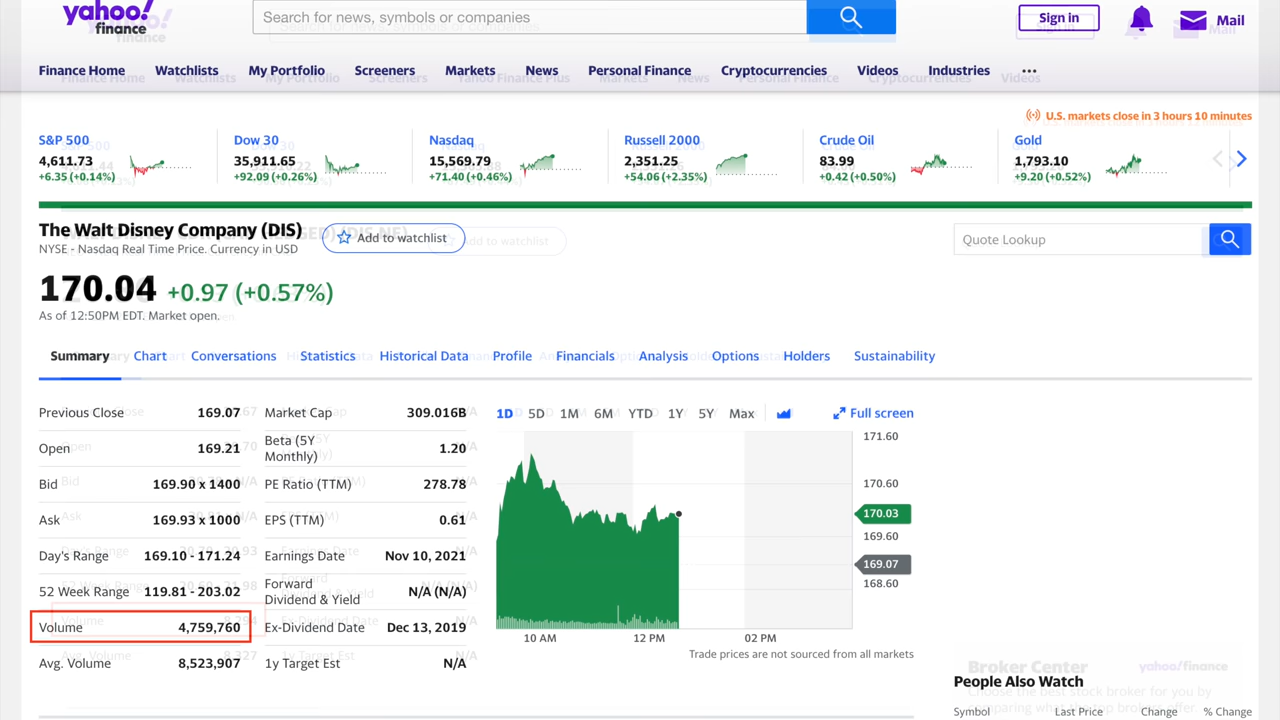 yahoo!
finance
Search for news, symbols or companies
Sign in
Mail
Finance Home Watchlists My Portfolio Screeners Markets News Personal Finance Cryptocurrencies Videos Industries ...
U.S. markets close in 3 hours 10 minutes
S&P 500 Dow 30 Nasdaq Russell 2000 Crude Oil Gold
4,611.73 35,911.65 15,569.79 2,351.25 83.99 1,793.10
+6.35 (+0.14%) +92.09 (+0.26%) +71.40 (+0.46%) +54.06 (+2.35%) +0.42 (+0.50%) +9.20 (+0.52%)
The Walt Disney Company (DIS)
Add to watchlist
Quote Lookup
NYSE - Nasdaq Real Time Price. Currency in USD
170.04 +0.97 (+0.57%)
As of 12:50PM EDT. Market open.
Summary Chart Conversations Statistics Historical Data Profile Financials Analysis Options Holders Sustainability
Previous Close 169.07
Open 169.21
Bid 169.90 x 1400
Ask 169.93 x 1000
Day's Range 169.10 - 171.24
52 Week Range 119.81 - 203.02
Volume 4,759,760
Avg. Volume 8,523,907
Market Cap 309.016B
Beta (5Y
Monthly) 1.20
PE Ratio (TTM) 278.78
EPS (TTM) 0.61
Earnings Date Nov 10, 2021
Forward
Dividend & Yield N/A (N/A)
Ex-Dividend Date Dec 13, 2019
1y Target Est N/A
1D 5D 1M 6M YTD 1Y 5Y Max Full screen
171.60
170.60
170.03
169.60
169.07
168.60
10 AM 12 PM 02 PM
Trade prices are not sourced from all markets
Broker Center yahoo!finance
Choose the best stock broker for you by
People Also Watch
Symbol Last Price Change % Change